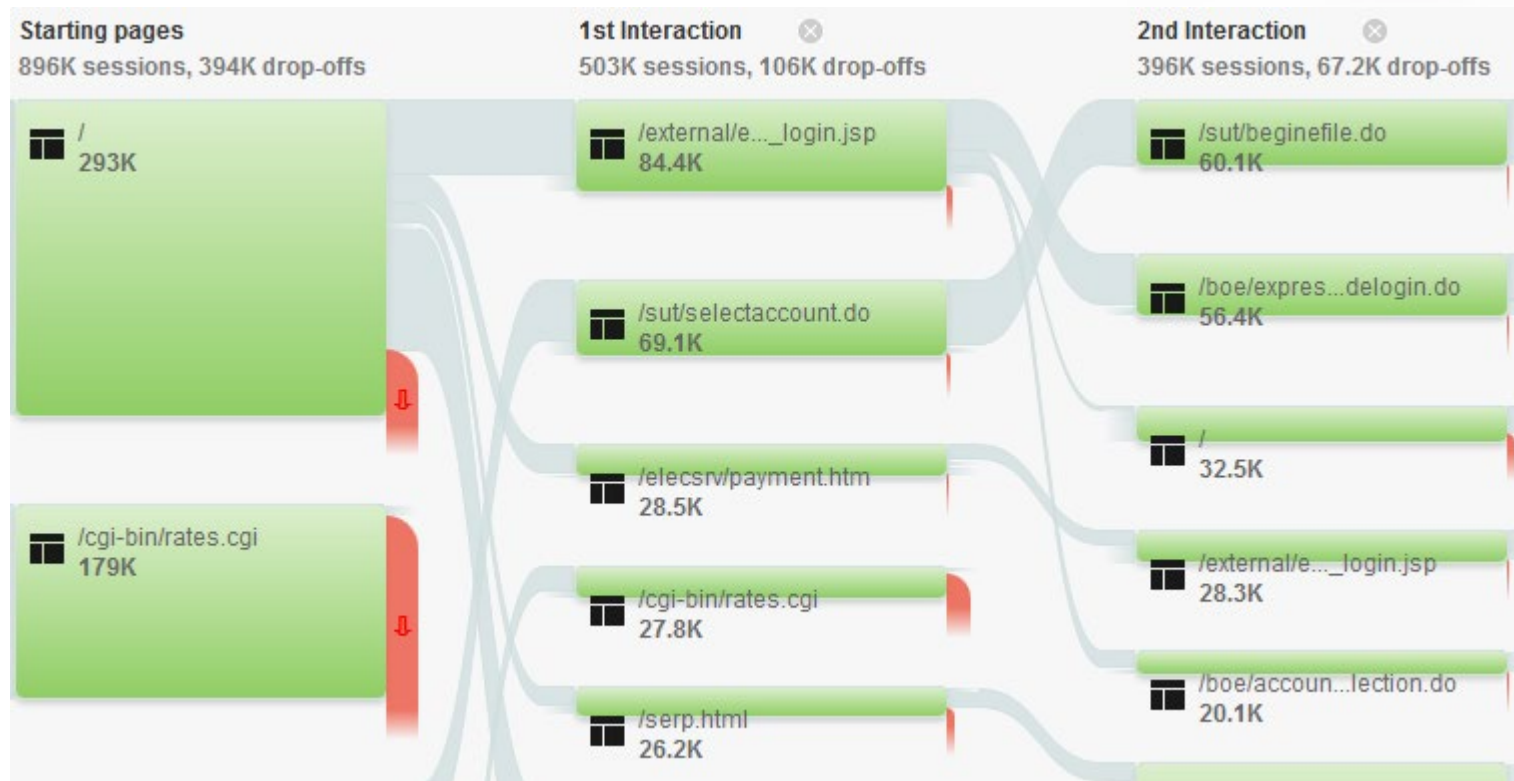 Starting pages
896K sessions, 394K drop-offs
/
293K
/cgi-bin/rates.cgi
179K
1st Interaction
503K sessions, 106K drop-offs
/external/e..._login.jsp
84.4K
/sut/selectaccount.do
69.1K
/elecsrv/payment.htm
28.5K
/cgi-bin/rates.cgi
27.8K
/serp.html
26.2K
2nd Interaction
396K sessions, 67.2K drop-offs
/sut/beginefile.do
60.1K
/boe/expres...delogin.do
56.4K
/
32.5K
/external/e..._login.jsp
28.3K
/boe/accoun...lection.do
20.1K